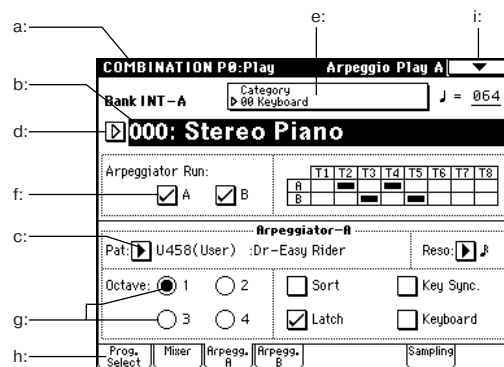 e:
i:
a:
COMBINATION P0:Play Arpeggio Play A
b:
Category
Bank INT-A 00 Keyboard ♩ = 064
d:
000: Stereo Piano
Arpeggiator Run:
T1 T2 T3 T4 T5 T6 T7 T8
f:
A B
A
B
Arpeggiator-A
c:
Pat: U458(User) :Dr-Easy Rider Reso: ♪
Octave: 1 2 Sort Key Sync.
g:
3 4 Latch Keyboard
h:
Prog. Select Mixer Arpegg. A Arpegg. B Sampling